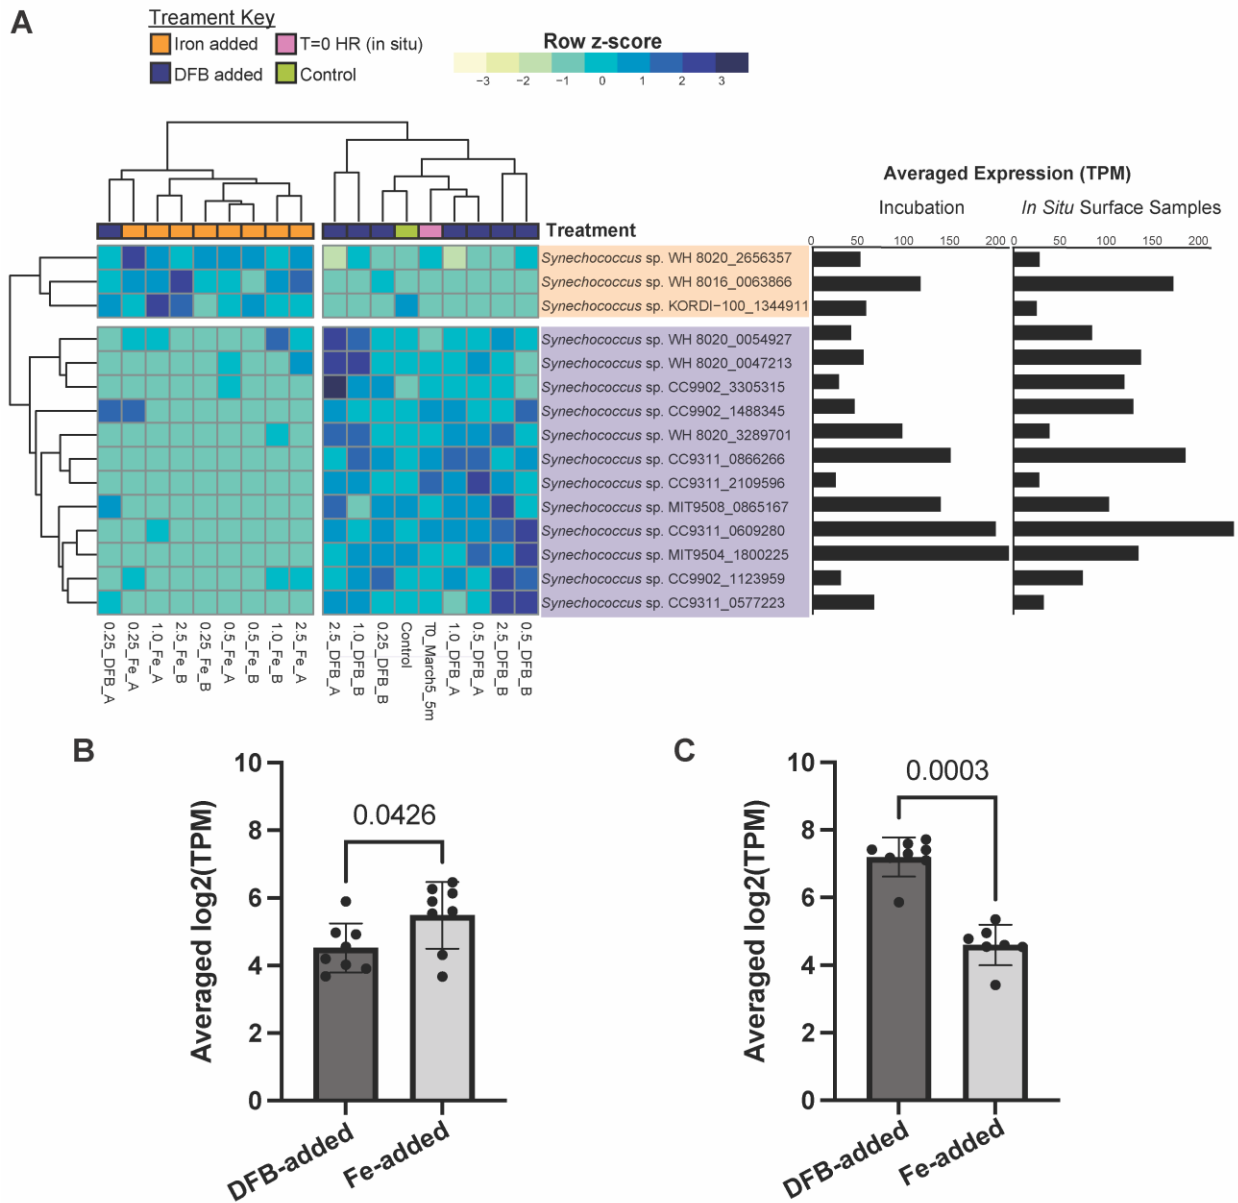 A
Treament Key
Iron added
T=0 HR (in situ)
DFB added
Control
Row z-score
−3 −2 −1 0 1 2 3
Averaged Expression (TPM)
Incubation
In Situ Surface Samples
Treatment
0 50 100 150 200
0 50 100 150 200
Synechococcus sp. WH 8020_2656357
Synechococcus sp. WH 8016_0063866
Synechococcus sp. KORDI−100_1344911
Synechococcus sp. WH 8020_0054927
Synechococcus sp. WH 8020_0047213
Synechococcus sp. CC9902_3305315
Synechococcus sp. CC9902_1488345
Synechococcus sp. WH 8020_3289701
Synechococcus sp. CC9311_0866266
Synechococcus sp. CC9311_2109596
Synechococcus sp. MIT9508_0865167
Synechococcus sp. CC9311_0609280
Synechococcus sp. MIT9504_1800225
Synechococcus sp. CC9902_1123959
Synechococcus sp. CC9311_0577223
0.25_DFB_A
0.25_Fe_A
1.0_Fe_A
2.5_Fe_B
0.25_Fe_B
0.5_Fe_A
0.5_Fe_B
1.0_Fe_B
2.5_Fe_A
2.5_DFB_A
1.0_DFB_B
0.25_DFB_B
Control
T0_March5_5m
1.0_DFB_A
0.5_DFB_A
2.5_DFB_B
0.5_DFB_B
B
Averaged log2(TPM)
10
8
6
4
2
0
0.0426
DFB-added
Fe-added
C
Averaged log2(TPM)
10
8
6
4
2
0
0.0003
DFB-added
Fe-added